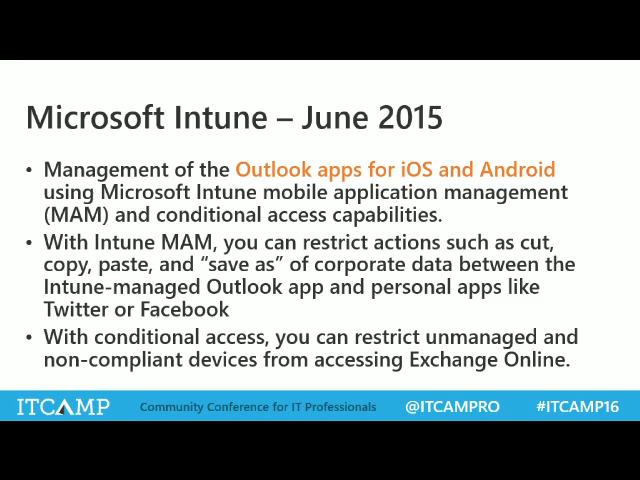 Microsoft Intune – June 2015
• Management of the Outlook apps for iOS and Android
using Microsoft Intune mobile application management
(MAM) and conditional access capabilities.
• With Intune MAM, you can restrict actions such as cut,
copy, paste, and “save as” of corporate data between the
Intune-managed Outlook app and personal apps like
Twitter or Facebook
• With conditional access, you can restrict unmanaged and
non-compliant devices from accessing Exchange Online.
ITCAMP Community Conference for IT Professionals @ITCAMPRO #ITCAMP16